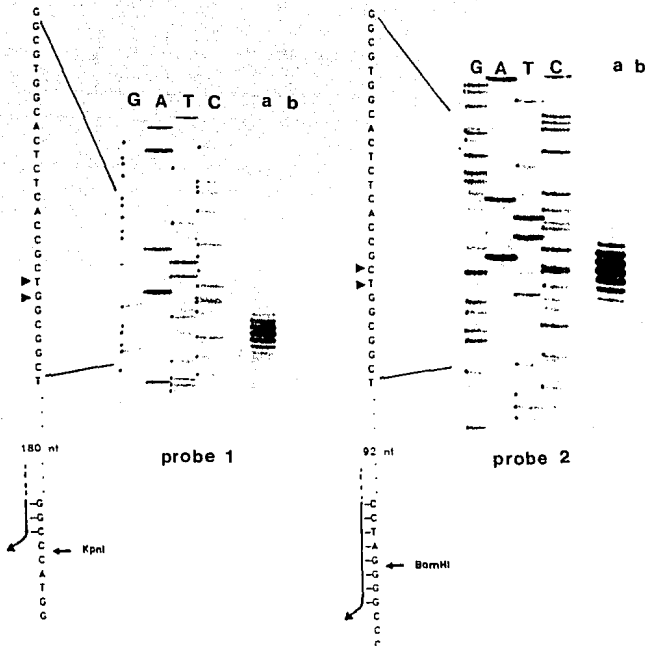 G G C G T G G C A C T C T C A C C G C T G G C G G C T
G A T C a b
180 nt
probe 1
G G C C C A T G G
KpnI
G G C G T G G C A C T C T C A C C G C T G G C G G C T
G A T C a b
92 nt
probe 2
C C T A G G G G C C C
BamHI